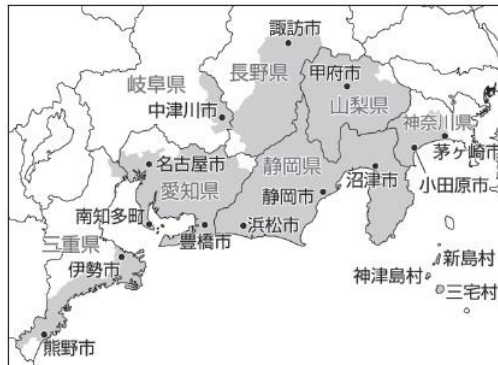 諏訪市
長野県
甲府市
岐阜県
山梨県
中津川市
神奈川県
茅ヶ崎市
名古屋市
静岡県
沼津市
小田原市
愛知県
静岡市
南知多町
豊橋市
浜松市
三重県
伊勢市
新島村
神津島村
三宅村
熊野市